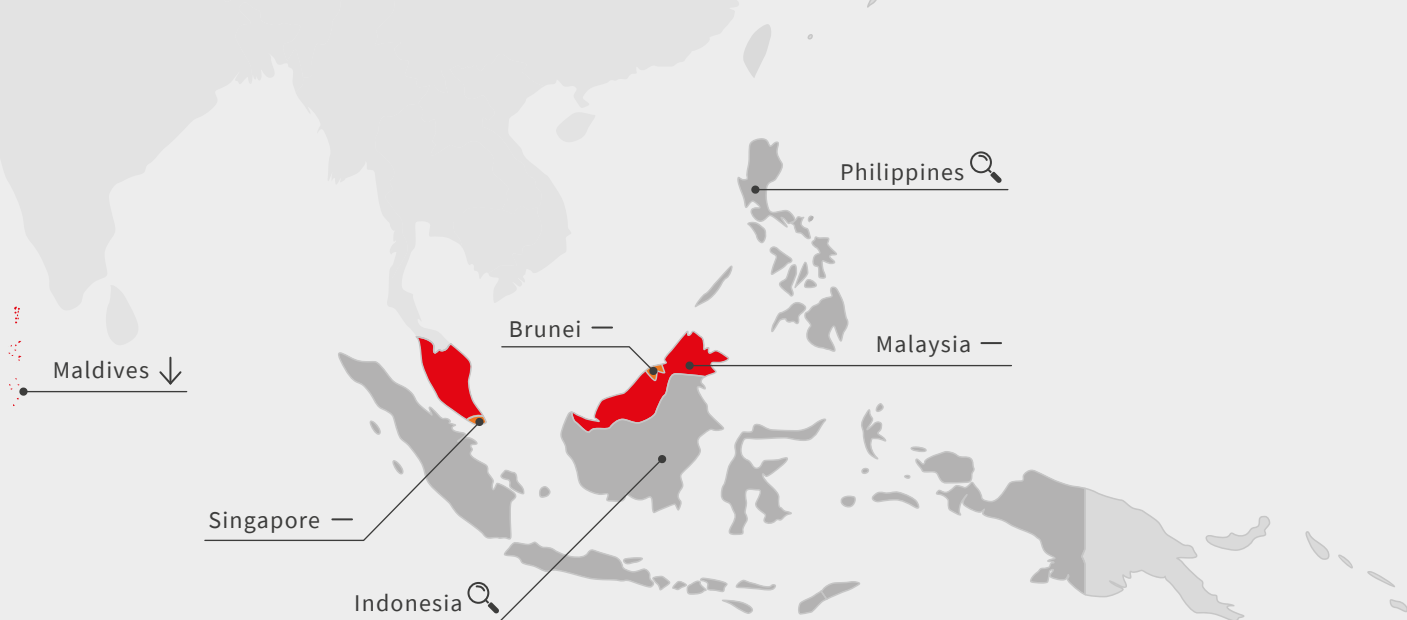 Philippines
Brunei —
Malaysia —
Maldives ↓
Singapore —
Indonesia